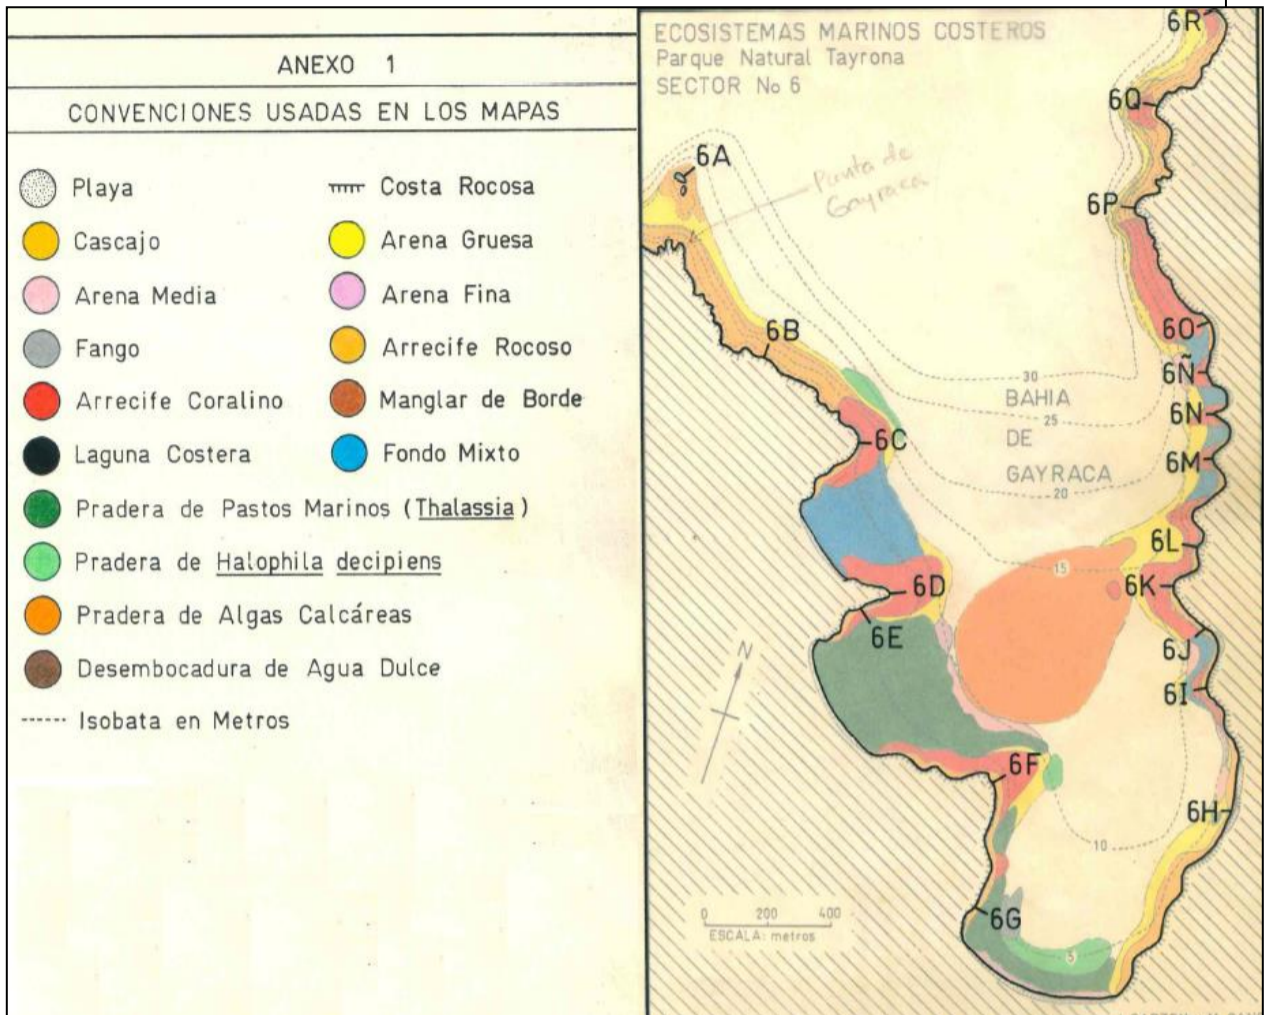 ANEXO 1
CONVENCIONES USADAS EN LOS MAPAS
Playa
Costa Rocosa
Cascajo
Arena Gruesa
Arena Media
Arena Fina
Fango
Arrecife Rocoso
Arrecife Coralino
Manglar de Borde
Laguna Costera
Fondo Mixto
Pradera de Pastos Marinos (Thalassia)
Pradera de Halophila decipiens
Pradera de Algas Calcáreas
Desembocadura de Agua Dulce
Isobata en Metros
ECOSISTEMAS MARINOS COSTEROS
Parque Natural Tayrona
SECTOR No 6
6R
6Q
6A
Punta de
Gayraca
6P
6B
6O
6Ñ
30
BAHIA
6N
25
6C
DE
6M
GAYRACA
20
6L
15
6D
6K
6E
6J
N
6I
6F
6H
10
0 200 400
ESCALA: metros
6G
5